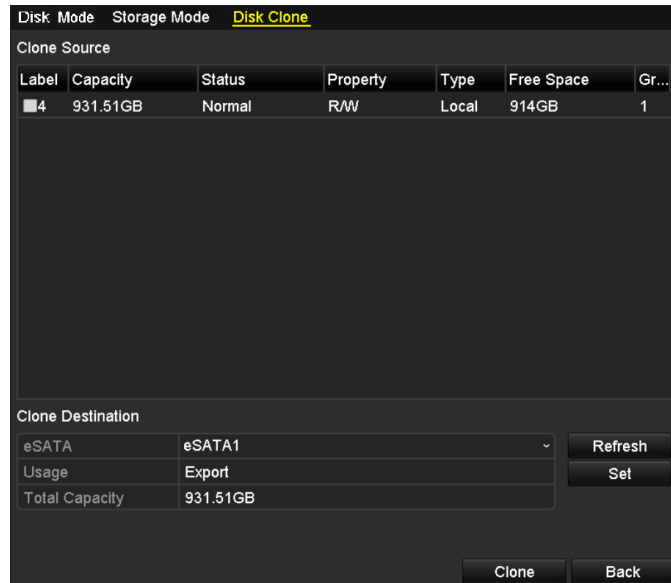 Disk Mode Storage Mode Disk Clone
Clone Source
Label Capacity Status Property Type Free Space Gr...
4 931.51GB Normal R/W Local 914GB 1
Clone Destination
eSATA eSATA1 Refresh
Usage Export Set
Total Capacity 931.51GB
Clone Back